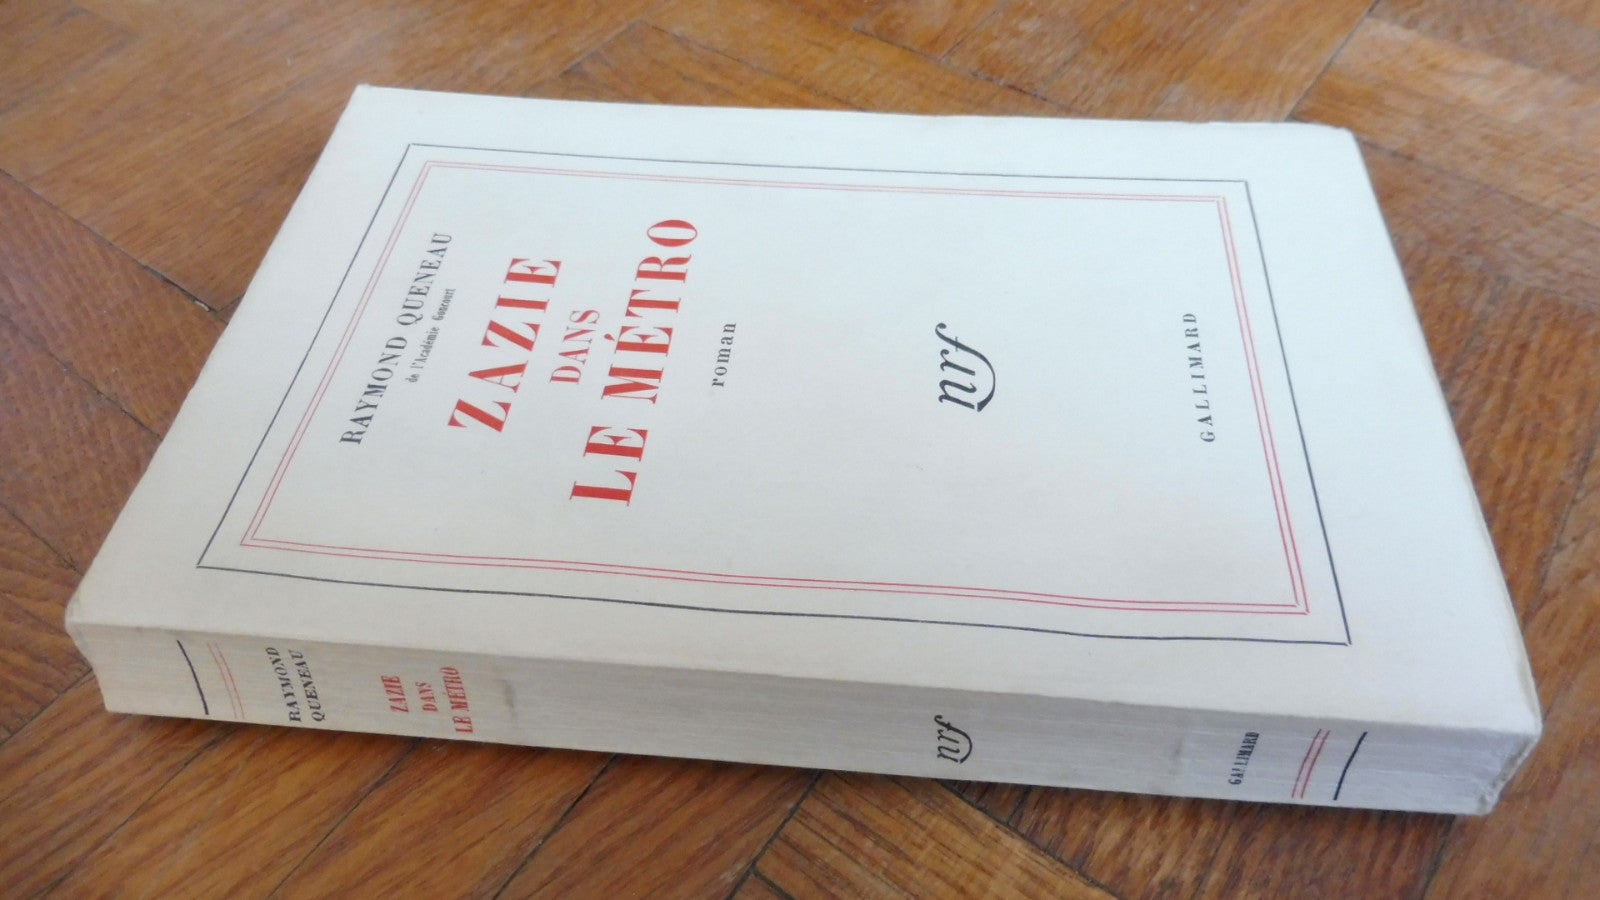 RAYMOND QUENEAU
de l'Académie Goncourt
ZAZIE
DANS
LE MÉTRO
roman
nrf
GALLIMARD
RAYMOND
QUENEAU
ZAZIE
DANS
LE MÉTRO
nrf
GALLIMARD